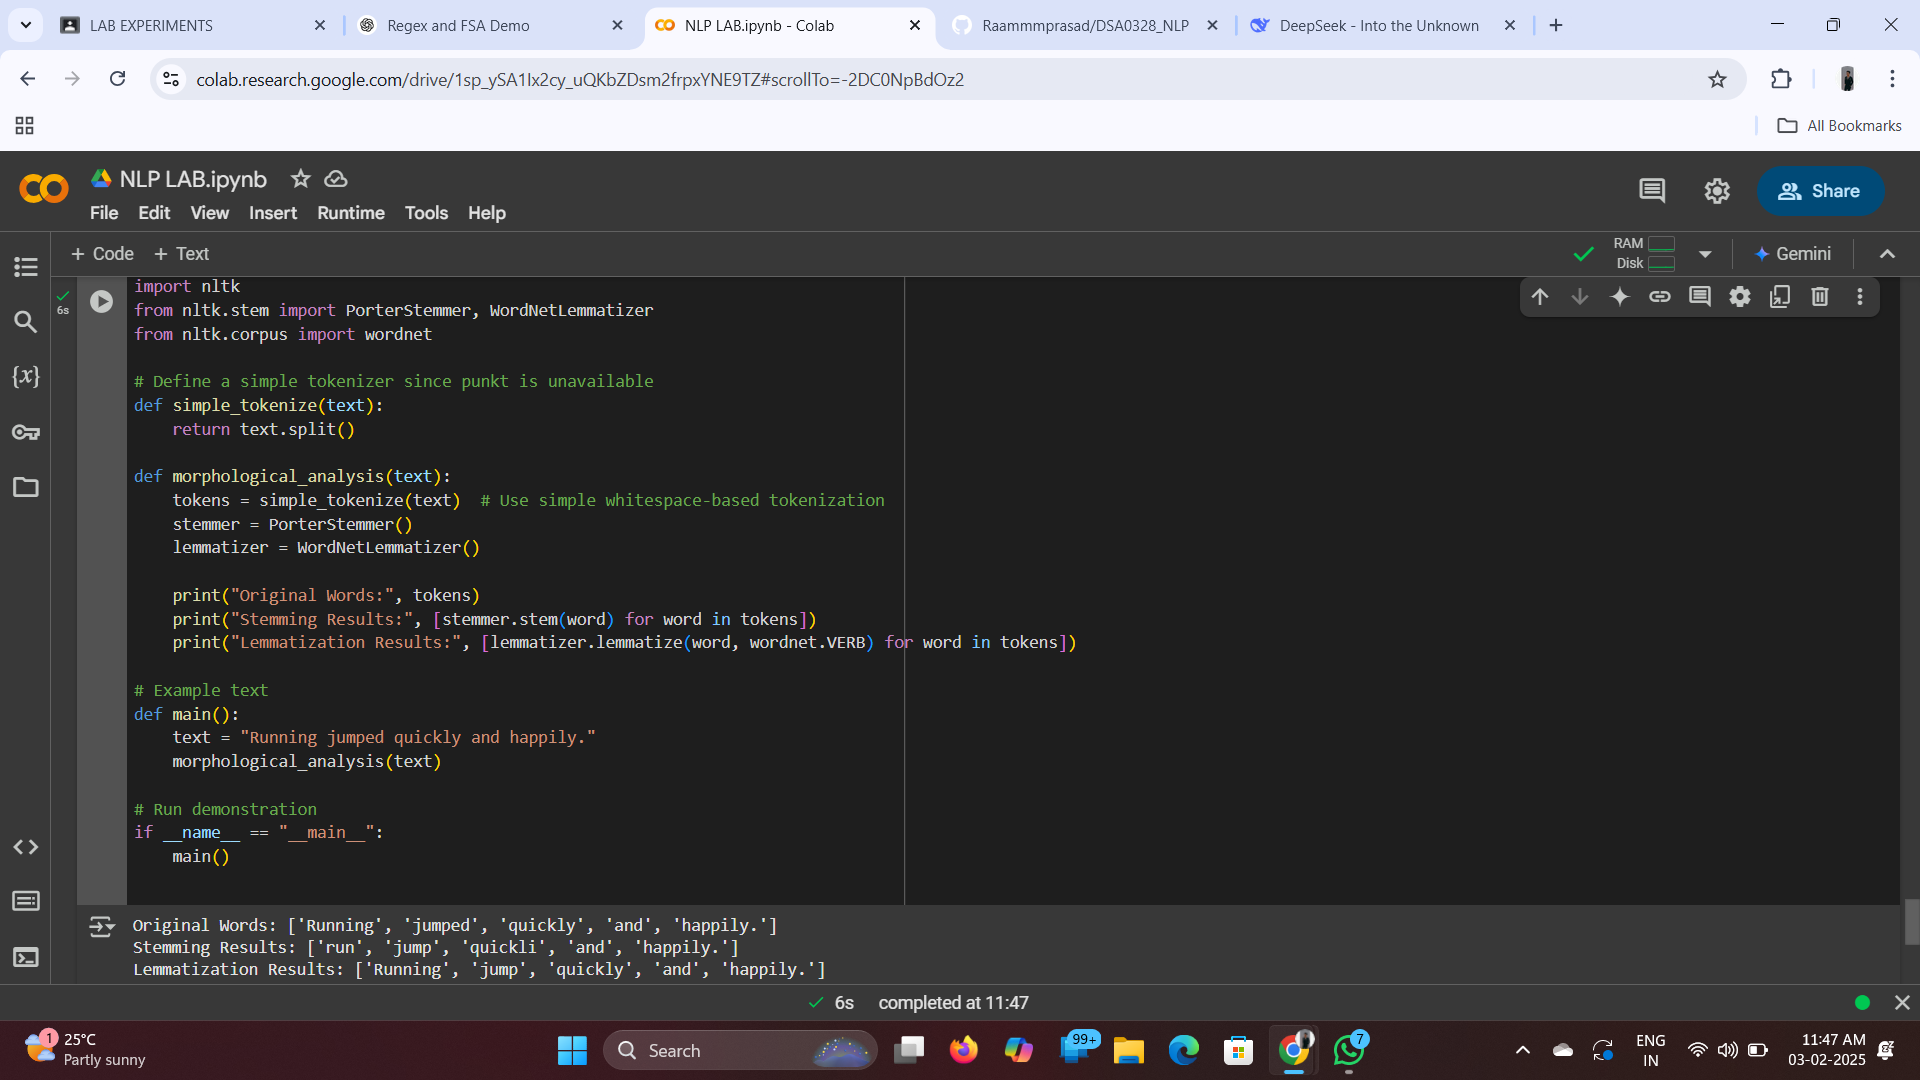 LAB EXPERIMENTS
Regex and FSA Demo
NLP LAB.ipynb - Colab
Raammmprasad/DSA0328_NLP
DeepSeek - Into the Unknown
colab.research.google.com/drive/1sp_ySA1Ix2cy_uQKbZDsm2frpxYNE9TZ#scrollTo=-2DC0NpBdOz2
All Bookmarks
NLP LAB.ipynb
File Edit View Insert Runtime Tools Help
Share
+ Code + Text
RAM
Disk
Gemini
6s
import nltk
from nltk.stem import PorterStemmer, WordNetLemmatizer
from nltk.corpus import wordnet
# Define a simple tokenizer since punkt is unavailable
def simple_tokenize(text):
    return text.split()
def morphological_analysis(text):
    tokens = simple_tokenize(text)  # Use simple whitespace-based tokenization
    stemmer = PorterStemmer()
    lemmatizer = WordNetLemmatizer()
    print("Original Words:", tokens)
    print("Stemming Results:", [stemmer.stem(word) for word in tokens])
    print("Lemmatization Results:", [lemmatizer.lemmatize(word, wordnet.VERB) for word in tokens])
# Example text
def main():
    text = "Running jumped quickly and happily."
    morphological_analysis(text)
# Run demonstration
if __name__ == "__main__":
    main()
Original Words: ['Running', 'jumped', 'quickly', 'and', 'happily.']
Stemming Results: ['run', 'jump', 'quickli', 'and', 'happily.']
Lemmatization Results: ['Running', 'jump', 'quickly', 'and', 'happily.']
6s completed at 11:47
1
25°C
Partly sunny
Search
99+
7
ENG
IN
11:47 AM
03-02-2025